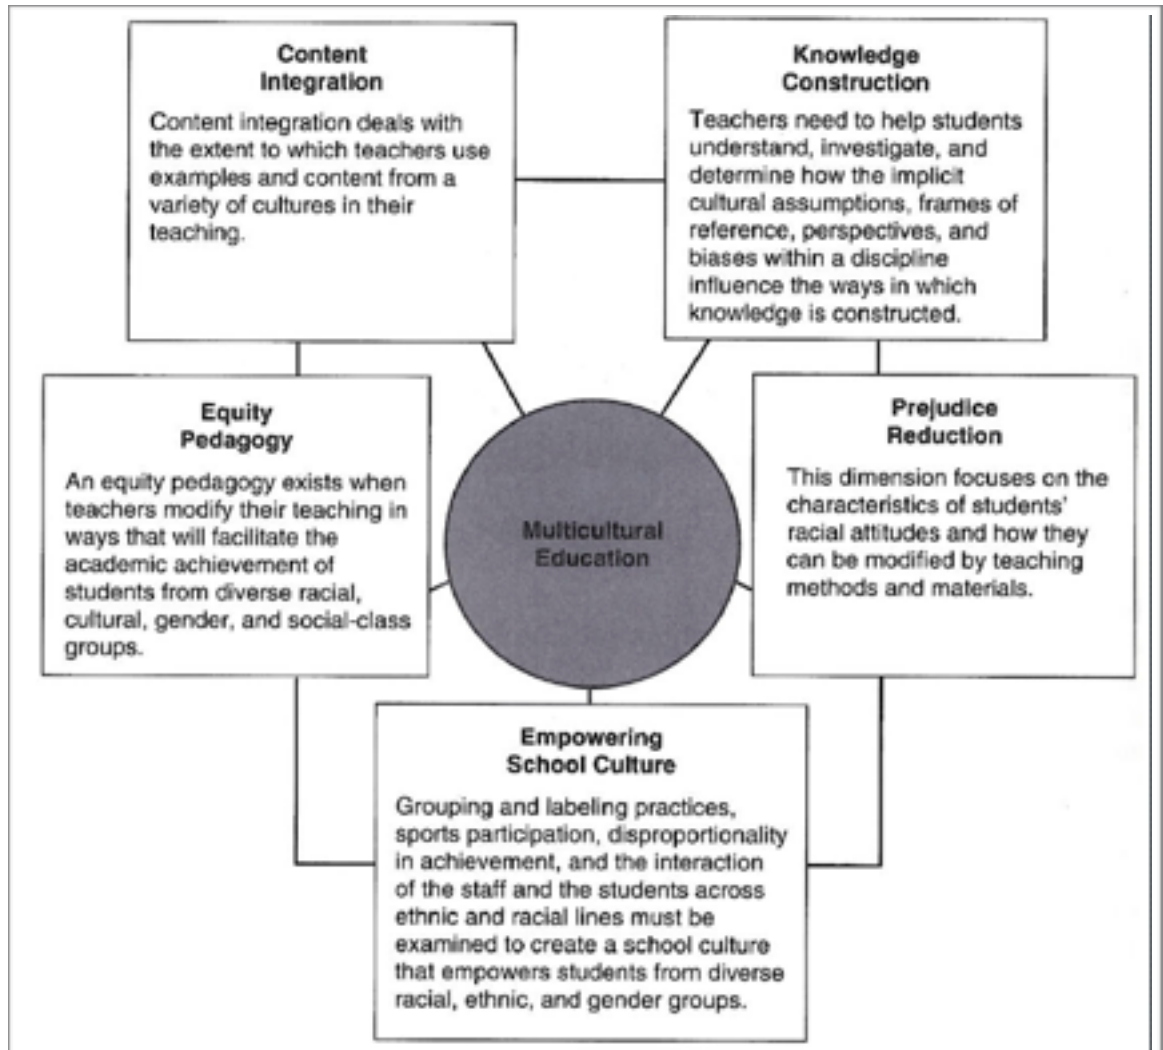 Content
Integration
Content integration deals with
the extent to which teachers use
examples and content from a
variety of cultures in their
teaching.
Knowledge
Construction
Teachers need to help students
understand, investigate, and
determine how the implicit
cultural assumptions, frames of
reference, perspectives, and
biases within a discipline
influence the ways in which
knowledge is constructed.
Equity
Pedagogy
An equity pedagogy exists when
teachers modify their teaching in
ways that will facilitate the
academic achievement of
students from diverse racial,
cultural, gender, and social-class
groups.
Multicultural
Education
Prejudice
Reduction
This dimension focuses on the
characteristics of students'
racial attitudes and how they
can be modified by teaching
methods and materials.
Empowering
School Culture
Grouping and labeling practices,
sports participation, disproportionality
in achievement, and the interaction
of the staff and the students across
ethnic and racial lines must be
examined to create a school culture
that empowers students from diverse
racial, ethnic, and gender groups.